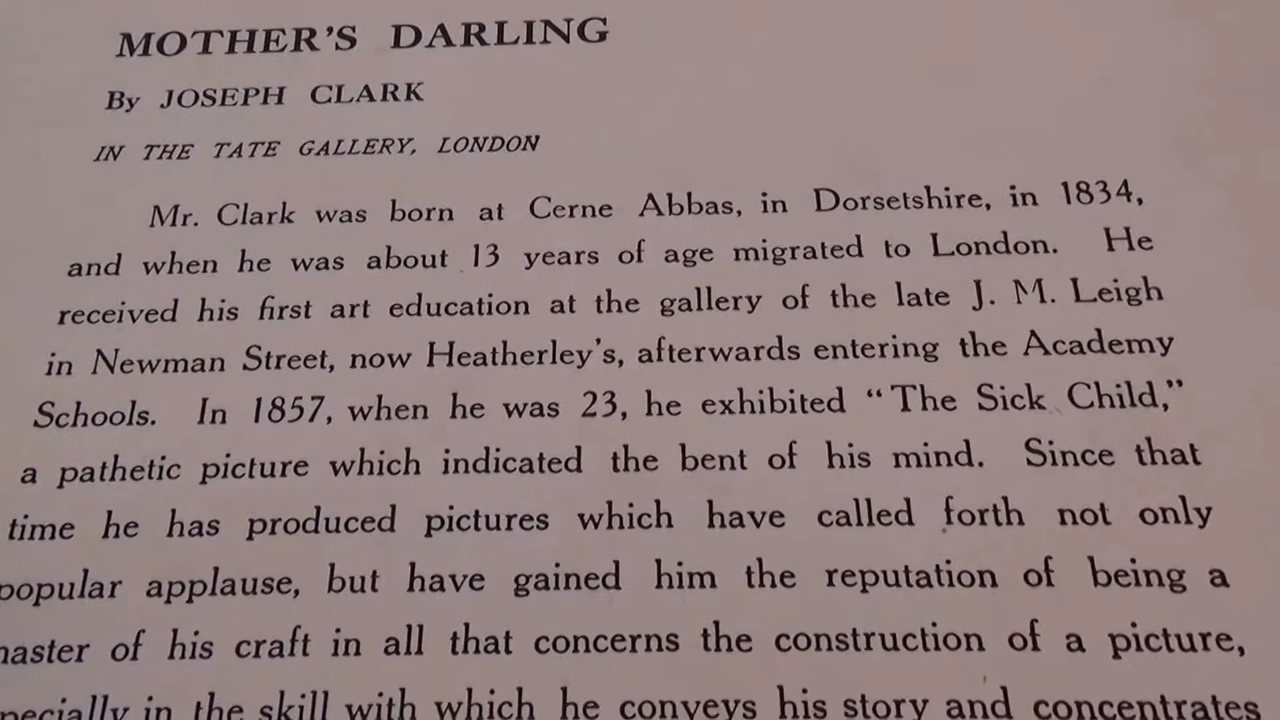 MOTHER'S DARLING
By JOSEPH CLARK
IN THE TATE GALLERY, LONDON
Mr. Clark was born at Cerne Abbas, in Dorsetshire, in 1834,
and when he was about 13 years of age migrated to London. He
received his first art education at the gallery of the late J. M. Leigh
in Newman Street, now Heatherley's, afterwards entering the Academy
Schools. In 1857, when he was 23, he exhibited “The Sick Child,”
a pathetic picture which indicated the bent of his mind. Since that
time he has produced pictures which have called forth not only
popular applause, but have gained him the reputation of being a
master of his craft in all that concerns the construction of a picture,
pecially in the skill with which he conveys his story and concentrates